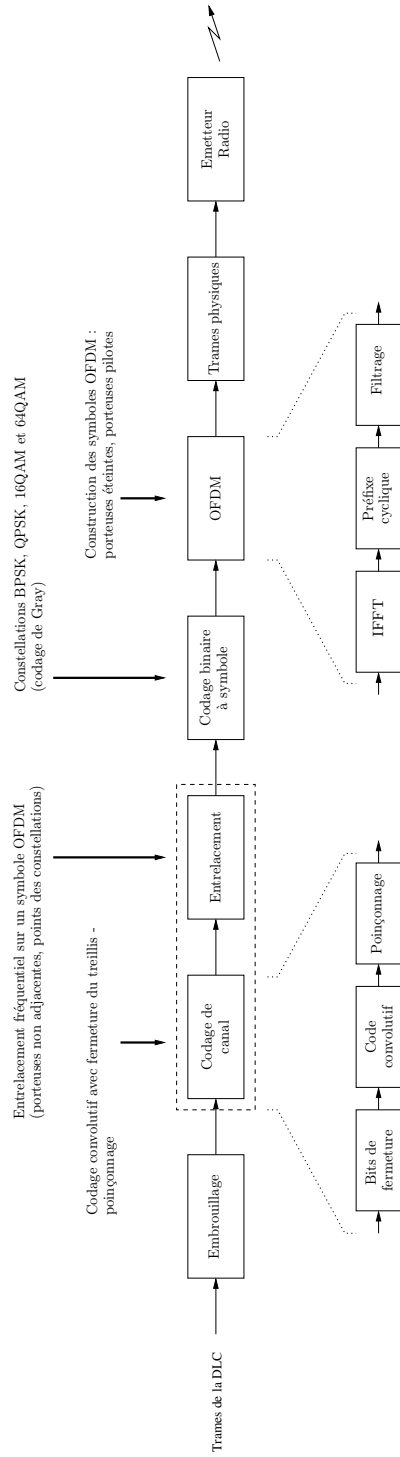 Entrelacement fréquentiel sur un symbole OFDM
(porteuses non adjacentes, points des constellations)
Constellations BPSK, QPSK, 16QAM et 64QAM
(codage de Gray)
Codage convolutif avec fermeture du treillis -
poinçonnage
Construction des symboles OFDM :
porteuses éteintes, porteuses pilotes
Trames de la DLC
Embrouillage
Codage de
canal
Entrelacement
Codage binaire
à symbole
OFDM
Trames physiques
Emetteur
Radio
Bits de
fermeture
Code
convolutif
Poinçonnage
IFFT
Préfixe
cyclique
Filtrage